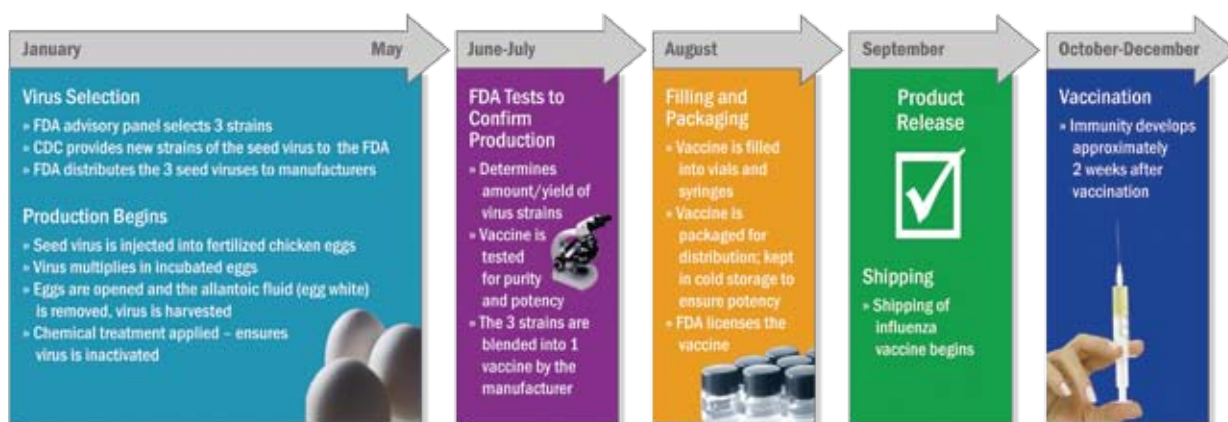 January May
Virus Selection
» FDA advisory panel selects 3 strains
» CDC provides new strains of the seed virus to the FDA
» FDA distributes the 3 seed viruses to manufacturers
Production Begins
» Seed virus is injected into fertilized chicken eggs
» Virus multiplies in incubated eggs
» Eggs are opened and the allantoic fluid (egg white)
is removed, virus is harvested
» Chemical treatment applied – ensures
virus is inactivated
June-July
FDA Tests to
Confirm
Production
» Determines
amount/yield of
virus strains
» Vaccine is
tested
for purity
and potency
» The 3 strains are
blended into 1
vaccine by the
manufacturer
August
Filling and
Packaging
» Vaccine is filled
into vials and
syringes
» Vaccine is
packaged for
distribution; kept
in cold storage to
ensure potency
» FDA licenses the
vaccine
September
Product
Release
Shipping
» Shipping of
influenza
vaccine begins
October-December
Vaccination
» Immunity develops
approximately
2 weeks after
vaccination